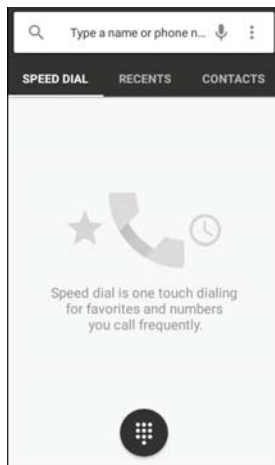 Type a name or phone n...
SPEED DIAL RECENTS CONTACTS
Speed dial is one touch dialing
for favorites and numbers
you call frequently.